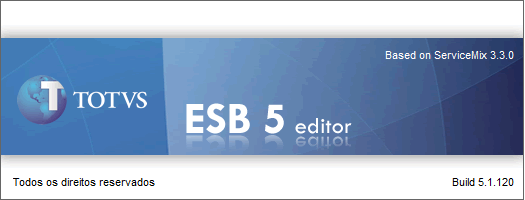 Based on ServiceMix 3.3.0
T TOTVS
ESB 5 editor
Todos os direitos reservados
Build 5.1.120